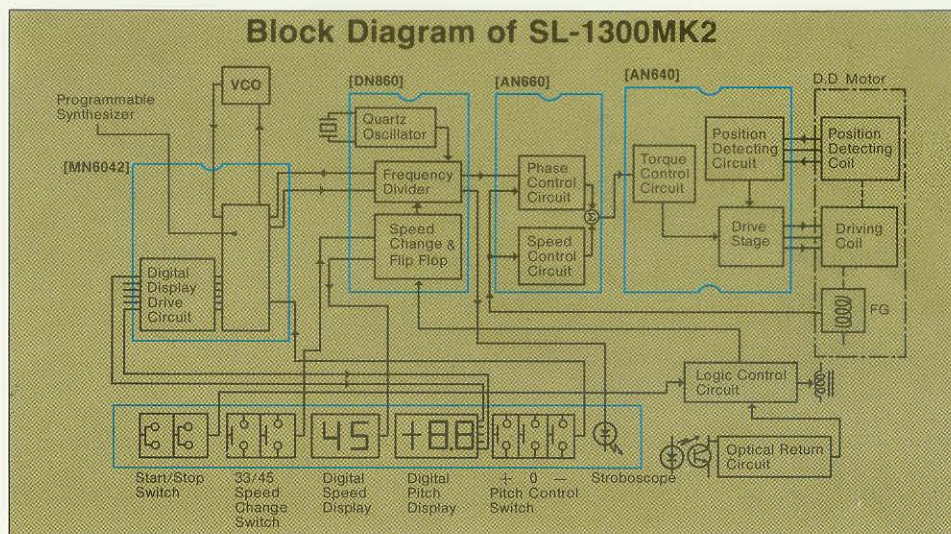 Block Diagram of SL-1300MK2
VCO
[DN860]
[AN660]
[AN640]
D.D. Motor
Programmable
Synthesizer
Quartz
Oscillator
[MN6042]
Frequency
Divider
Phase
Control
Circuit
Torque
Control
Circuit
Position
Detecting
Circuit
Position
Detecting
Coil
Speed
Change &
Flip Flop
Speed
Control
Circuit
Drive
Stage
Driving
Coil
Digital
Display
Drive
Circuit
FG
Logic Control
Circuit
45
+8.8
Optical Return
Circuit
Start/Stop
Switch
33/45
Speed
Change
Switch
Digital
Speed
Display
Digital
Pitch
Display
+ 0 −
Pitch Control
Switch
Stroboscope